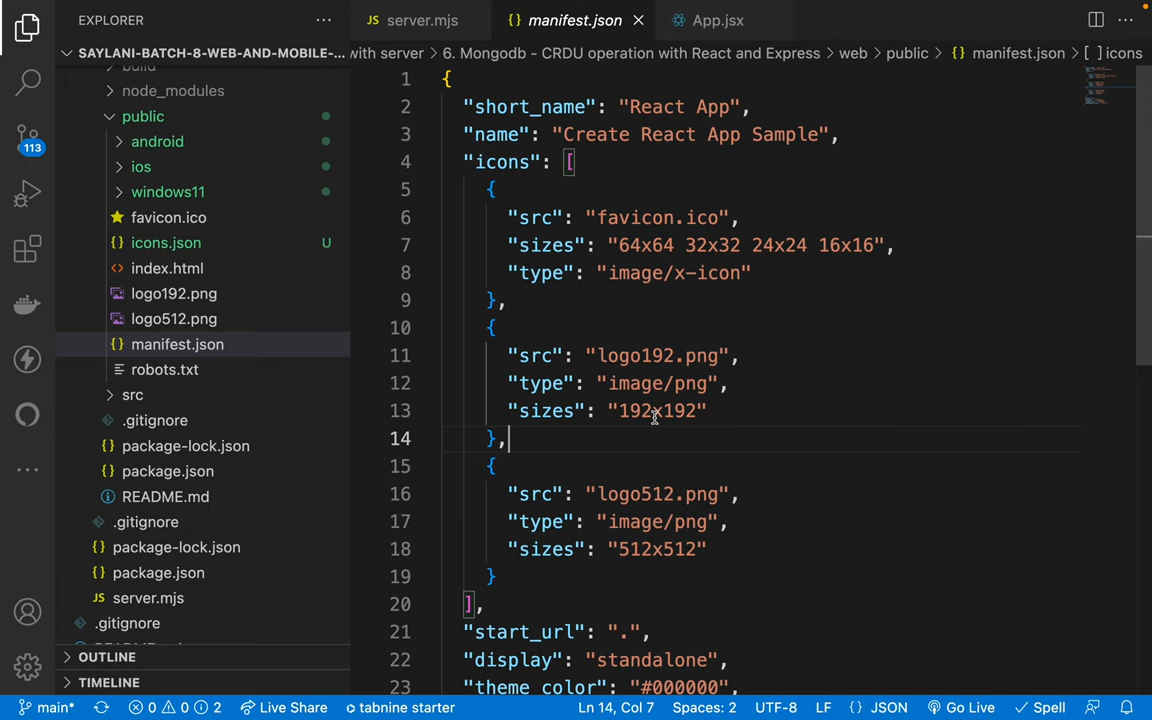 EXPLORER
SAYLANI-BATCH-8-WEB-AND-MOBILE-...
build
node_modules
public
android
ios
windows11
favicon.ico
icons.json U
index.html
logo192.png
logo512.png
manifest.json
robots.txt
src
.gitignore
package-lock.json
package.json
README.md
.gitignore
package-lock.json
package.json
server.mjs
.gitignore
OUTLINE
TIMELINE
113
server.mjs
manifest.json
App.jsx
with server > 6. Mongodb - CRDU operation with React and Express > web > public > {} manifest.json > [ ] icons
1 {
2 "short_name": "React App",
3 "name": "Create React App Sample",
4 "icons": [
5 {
6 "src": "favicon.ico",
7 "sizes": "64x64 32x32 24x24 16x16",
8 "type": "image/x-icon"
9 },
10 {
11 "src": "logo192.png",
12 "type": "image/png",
13 "sizes": "192x192"
14 },
15 {
16 "src": "logo512.png",
17 "type": "image/png",
18 "sizes": "512x512"
19 }
20 ],
21 "start_url": ".",
22 "display": "standalone",
23 "theme_color": "#000000",
main* 0 0 2 Live Share tabnine starter Ln 14, Col 7 Spaces: 2 UTF-8 LF {} JSON Go Live Spell